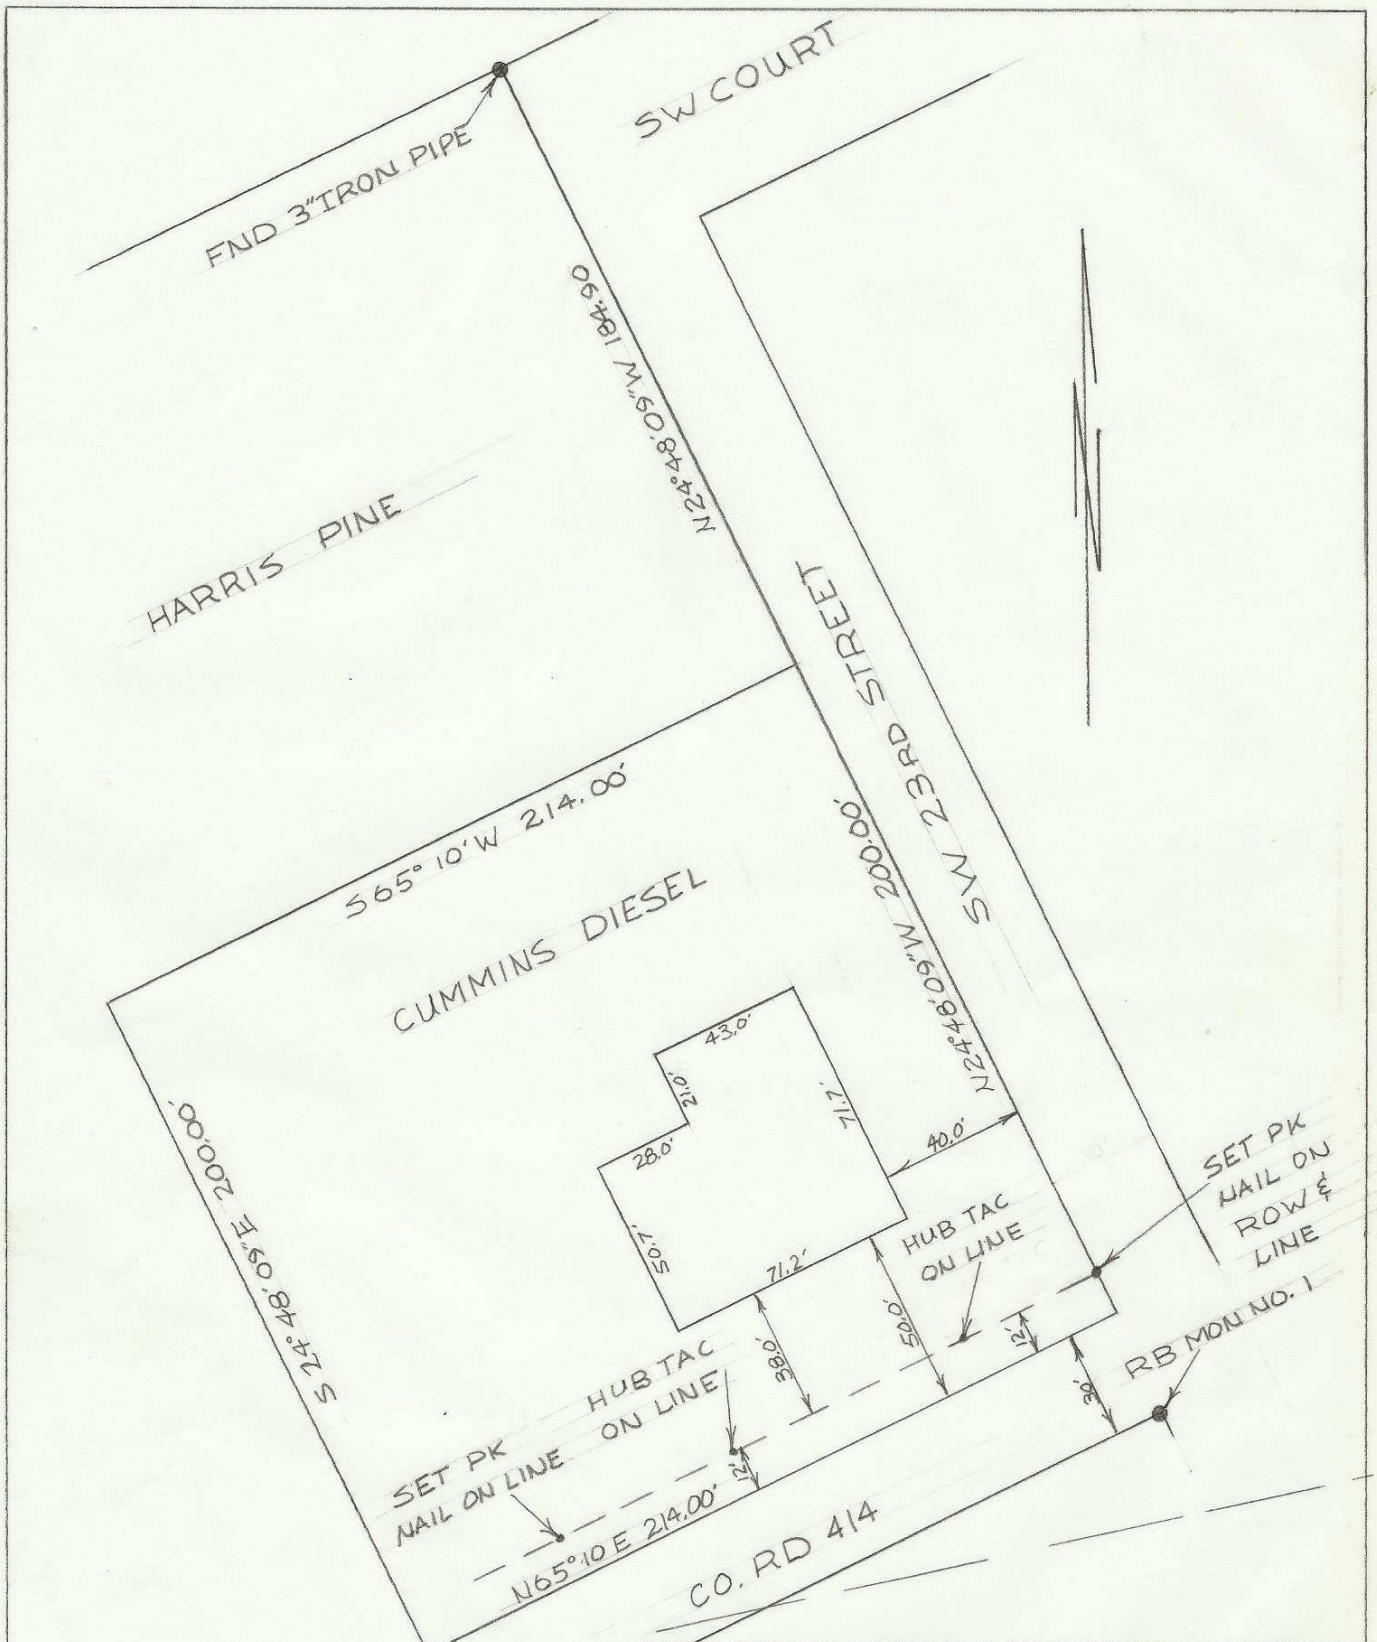 SW COURT
FND 3" IRON PIPE
N24°48'09"W 184.90
HARRIS PINE
SW 23RD STREET
S65°10'W 214.00'
CUMMINS DIESEL
N24°48'09"W 200.00'
43.0'
21.0'
71.7'
28.0'
40.0'
S24°48'09"E 200.00'
50.7'
71.2'
SET PK
NAIL ON
ROW &
LINE
HUB TAC
ON LINE
50.0'
38.0'
12'
RB MON NO. 1
30'
HUB TAC
ON LINE
SET PK
NAIL ON LINE
12'
N65°10 E 214.00'
CO. RD 414